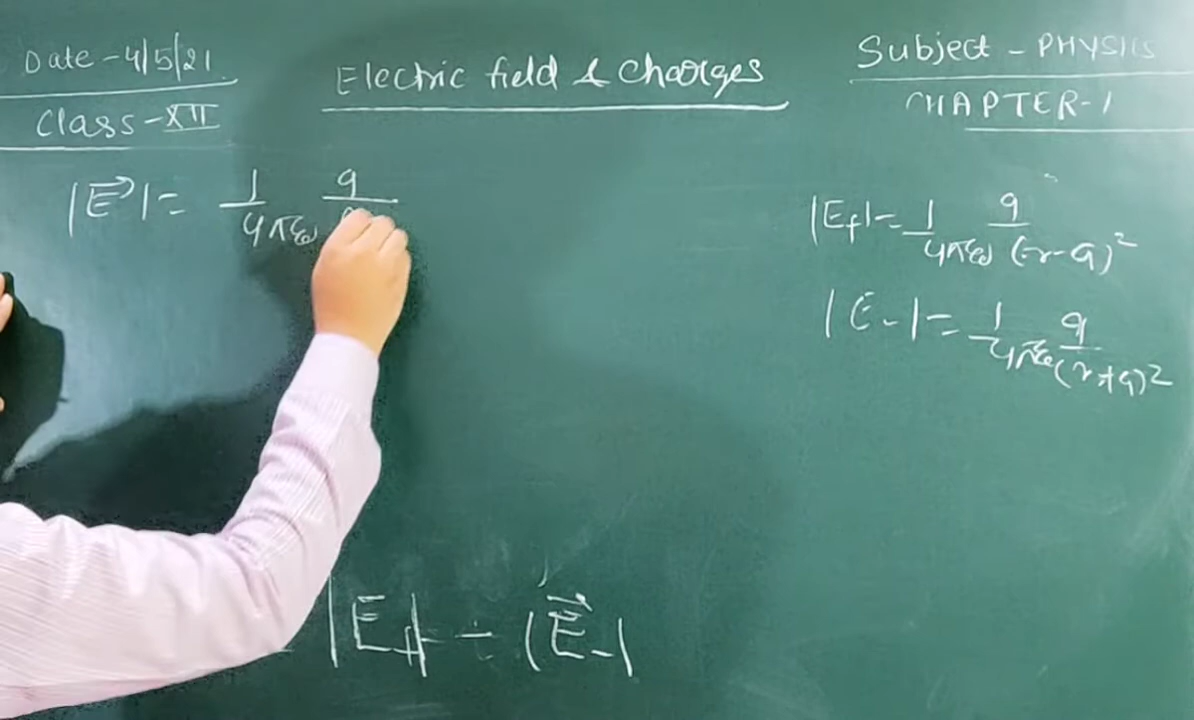 Date - 4/5/21
Electric field & Charges
Subject - PHYSICS
Class - XII
CHAPTER-1
|E⃗| = 1/4πε₀ q/
|E₊| = 1/4πε₀ q/(r-a)²
|E₋| = 1/4πε₀ q/(r+a)²
|E₊| - |E⃗₋|